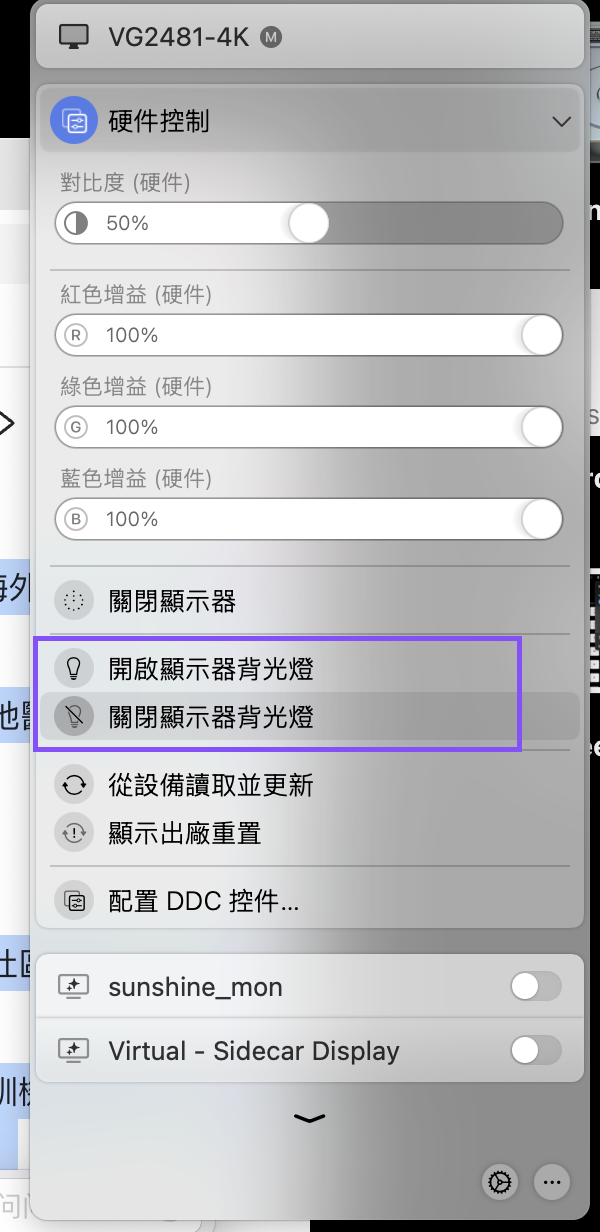 VG2481-4K M
硬件控制
對比度 (硬件)
50%
紅色增益 (硬件)
R 100%
綠色增益 (硬件)
G 100%
藍色增益 (硬件)
B 100%
關閉顯示器
開啟顯示器背光燈
關閉顯示器背光燈
從設備讀取並更新
顯示出廠重置
配置 DDC 控件...
sunshine_mon
Virtual - Sidecar Display